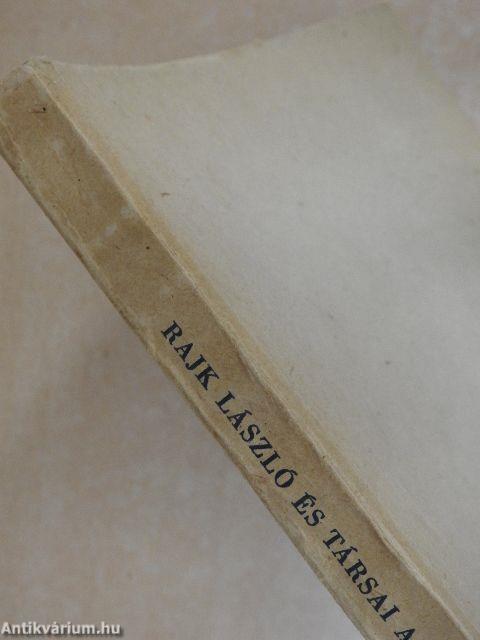 RAJK LÁSZLÓ ÉS TÁRSAI A
Antikvárium.hu